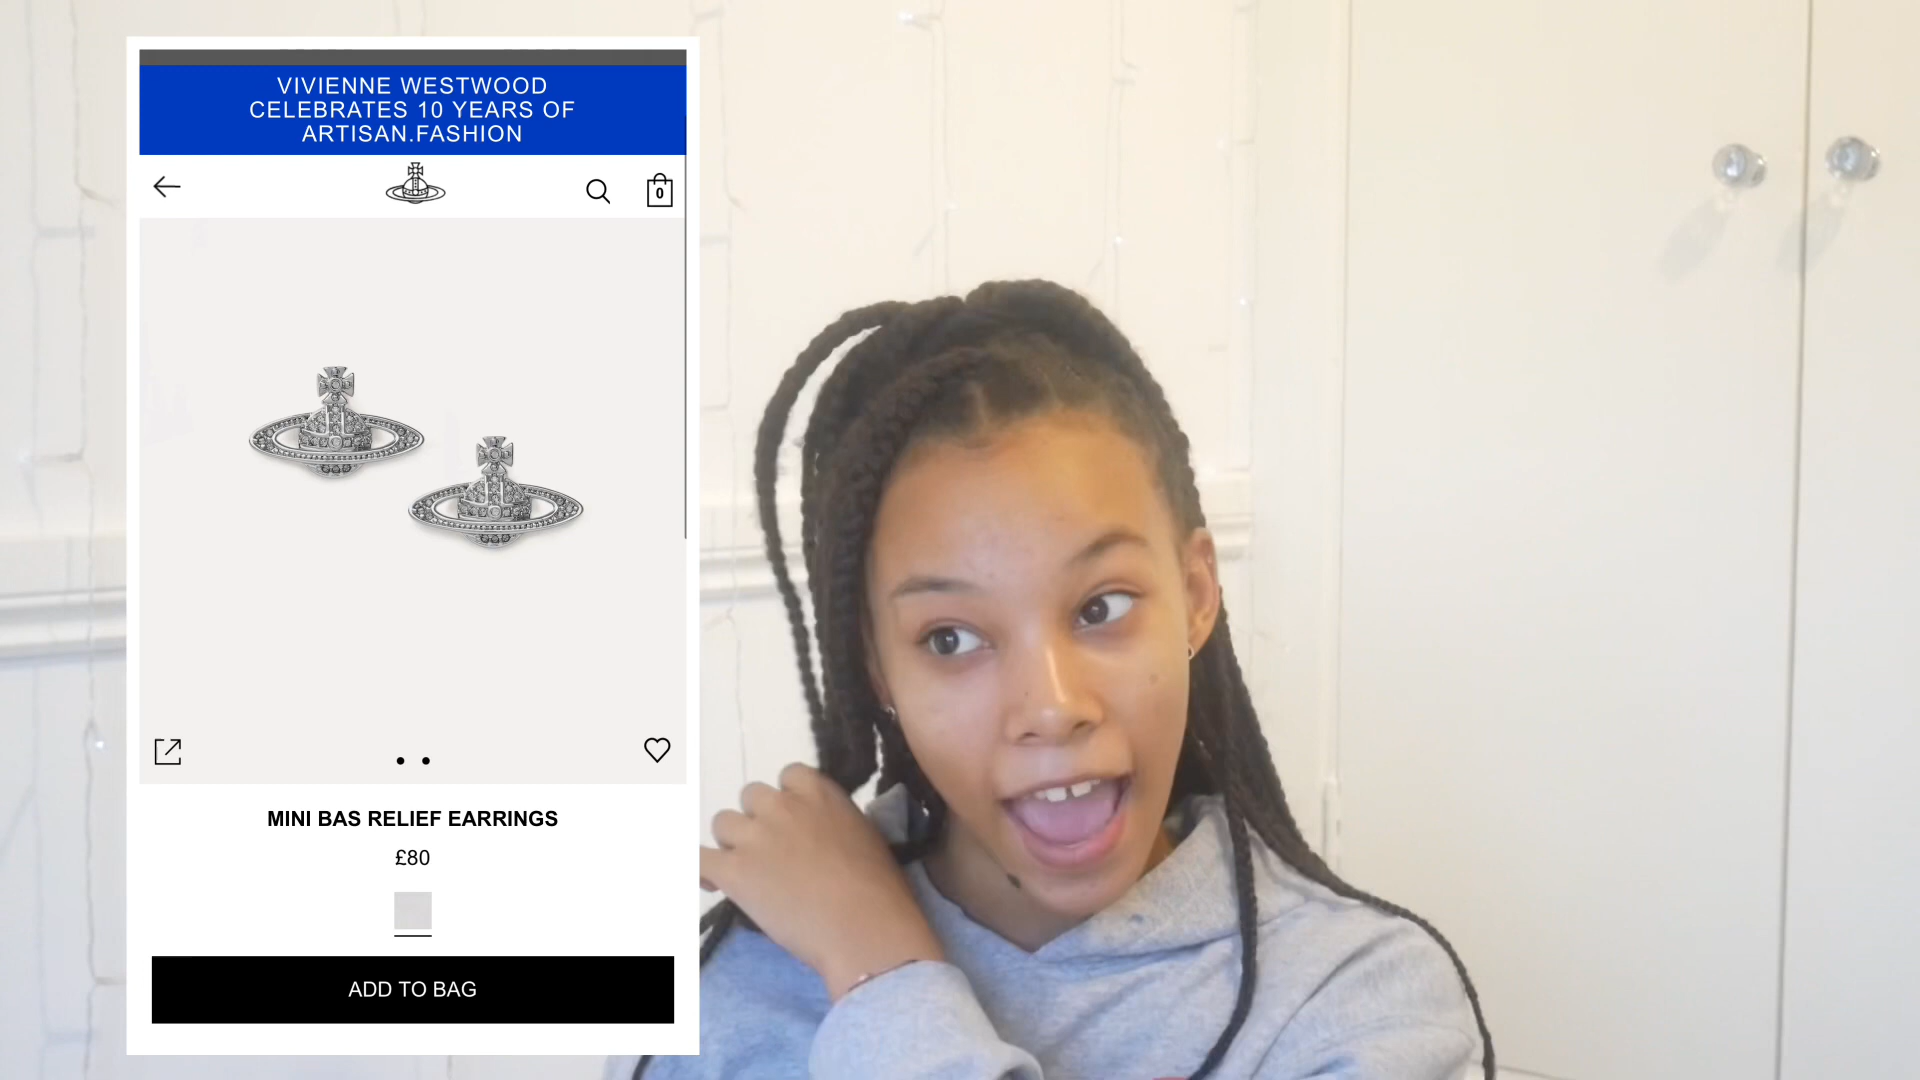 VIVIENNE WESTWOOD
CELEBRATES 10 YEARS OF
ARTISAN.FASHION
0
MINI BAS RELIEF EARRINGS
£80
ADD TO BAG